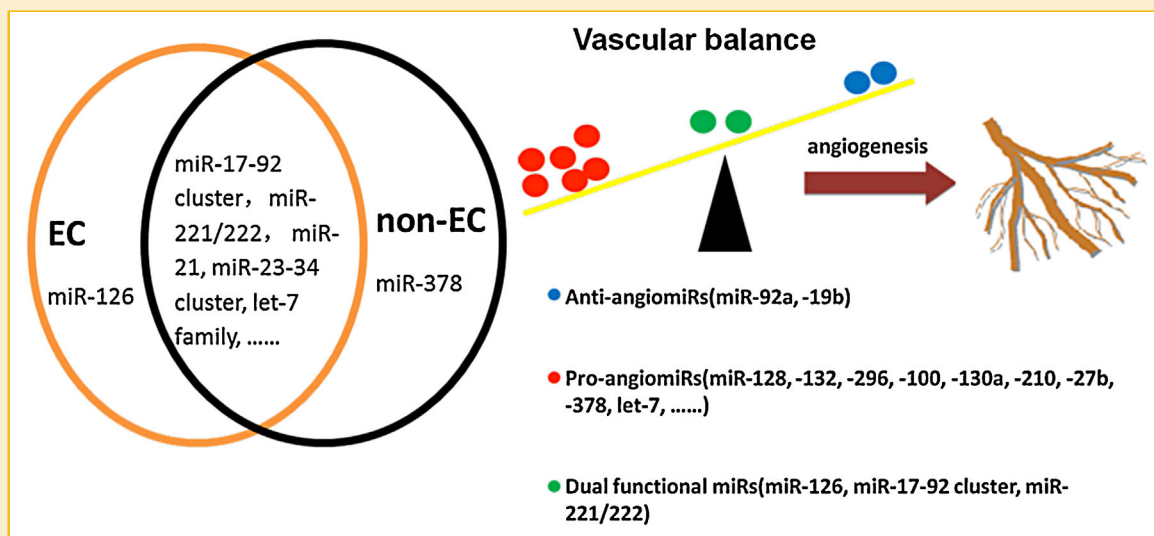 EC
miR-126
miR-17-92
cluster， miR-
221/222， miR-
21, miR-23-34
cluster, let-7
family, ......
non-EC
miR-378
Vascular balance
angiogenesis
Anti-angiomiRs(miR-92a, -19b)
Pro-angiomiRs(miR-128, -132, -296, -100, -130a, -210, -27b,
-378, let-7, ......)
Dual functional miRs(miR-126, miR-17-92 cluster, miR-
221/222)